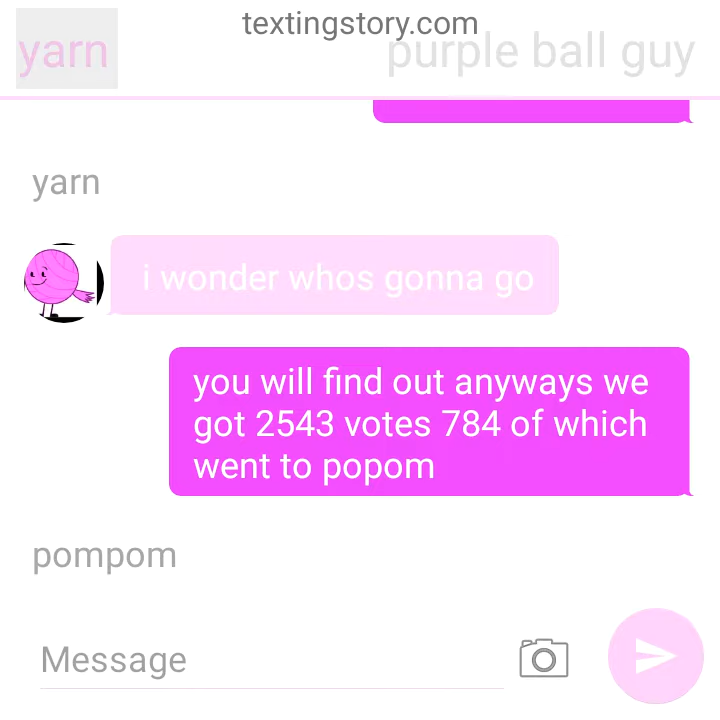 textingstory.com
yarn
purple ball guy
yarn
i wonder whos gonna go
you will find out anyways we
got 2543 votes 784 of which
went to popom
pompom
Message